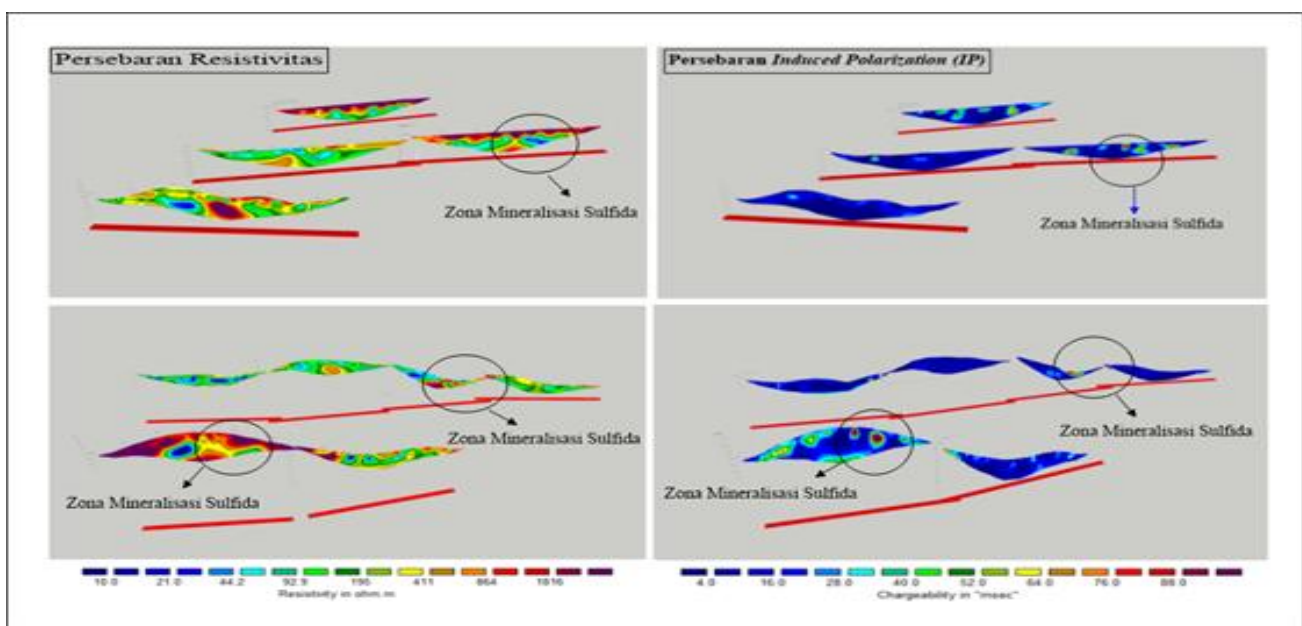 Persebaran Resistivitas
Persebaran Induced Polarization (IP)
Zona Mineralisasi Sulfida
Zona Mineralisasi Sulfida
Zona Mineralisasi Sulfida
Zona Mineralisasi Sulfida
Zona Mineralisasi Sulfida
Zona Mineralisasi Sulfida
10.0 21.0 44.2 92.9 195 411 864 1816
Resistivity in ohm.m
4.0 16.0 28.0 40.0 52.0 64.0 76.0 88.0
Chargeability in "msec"